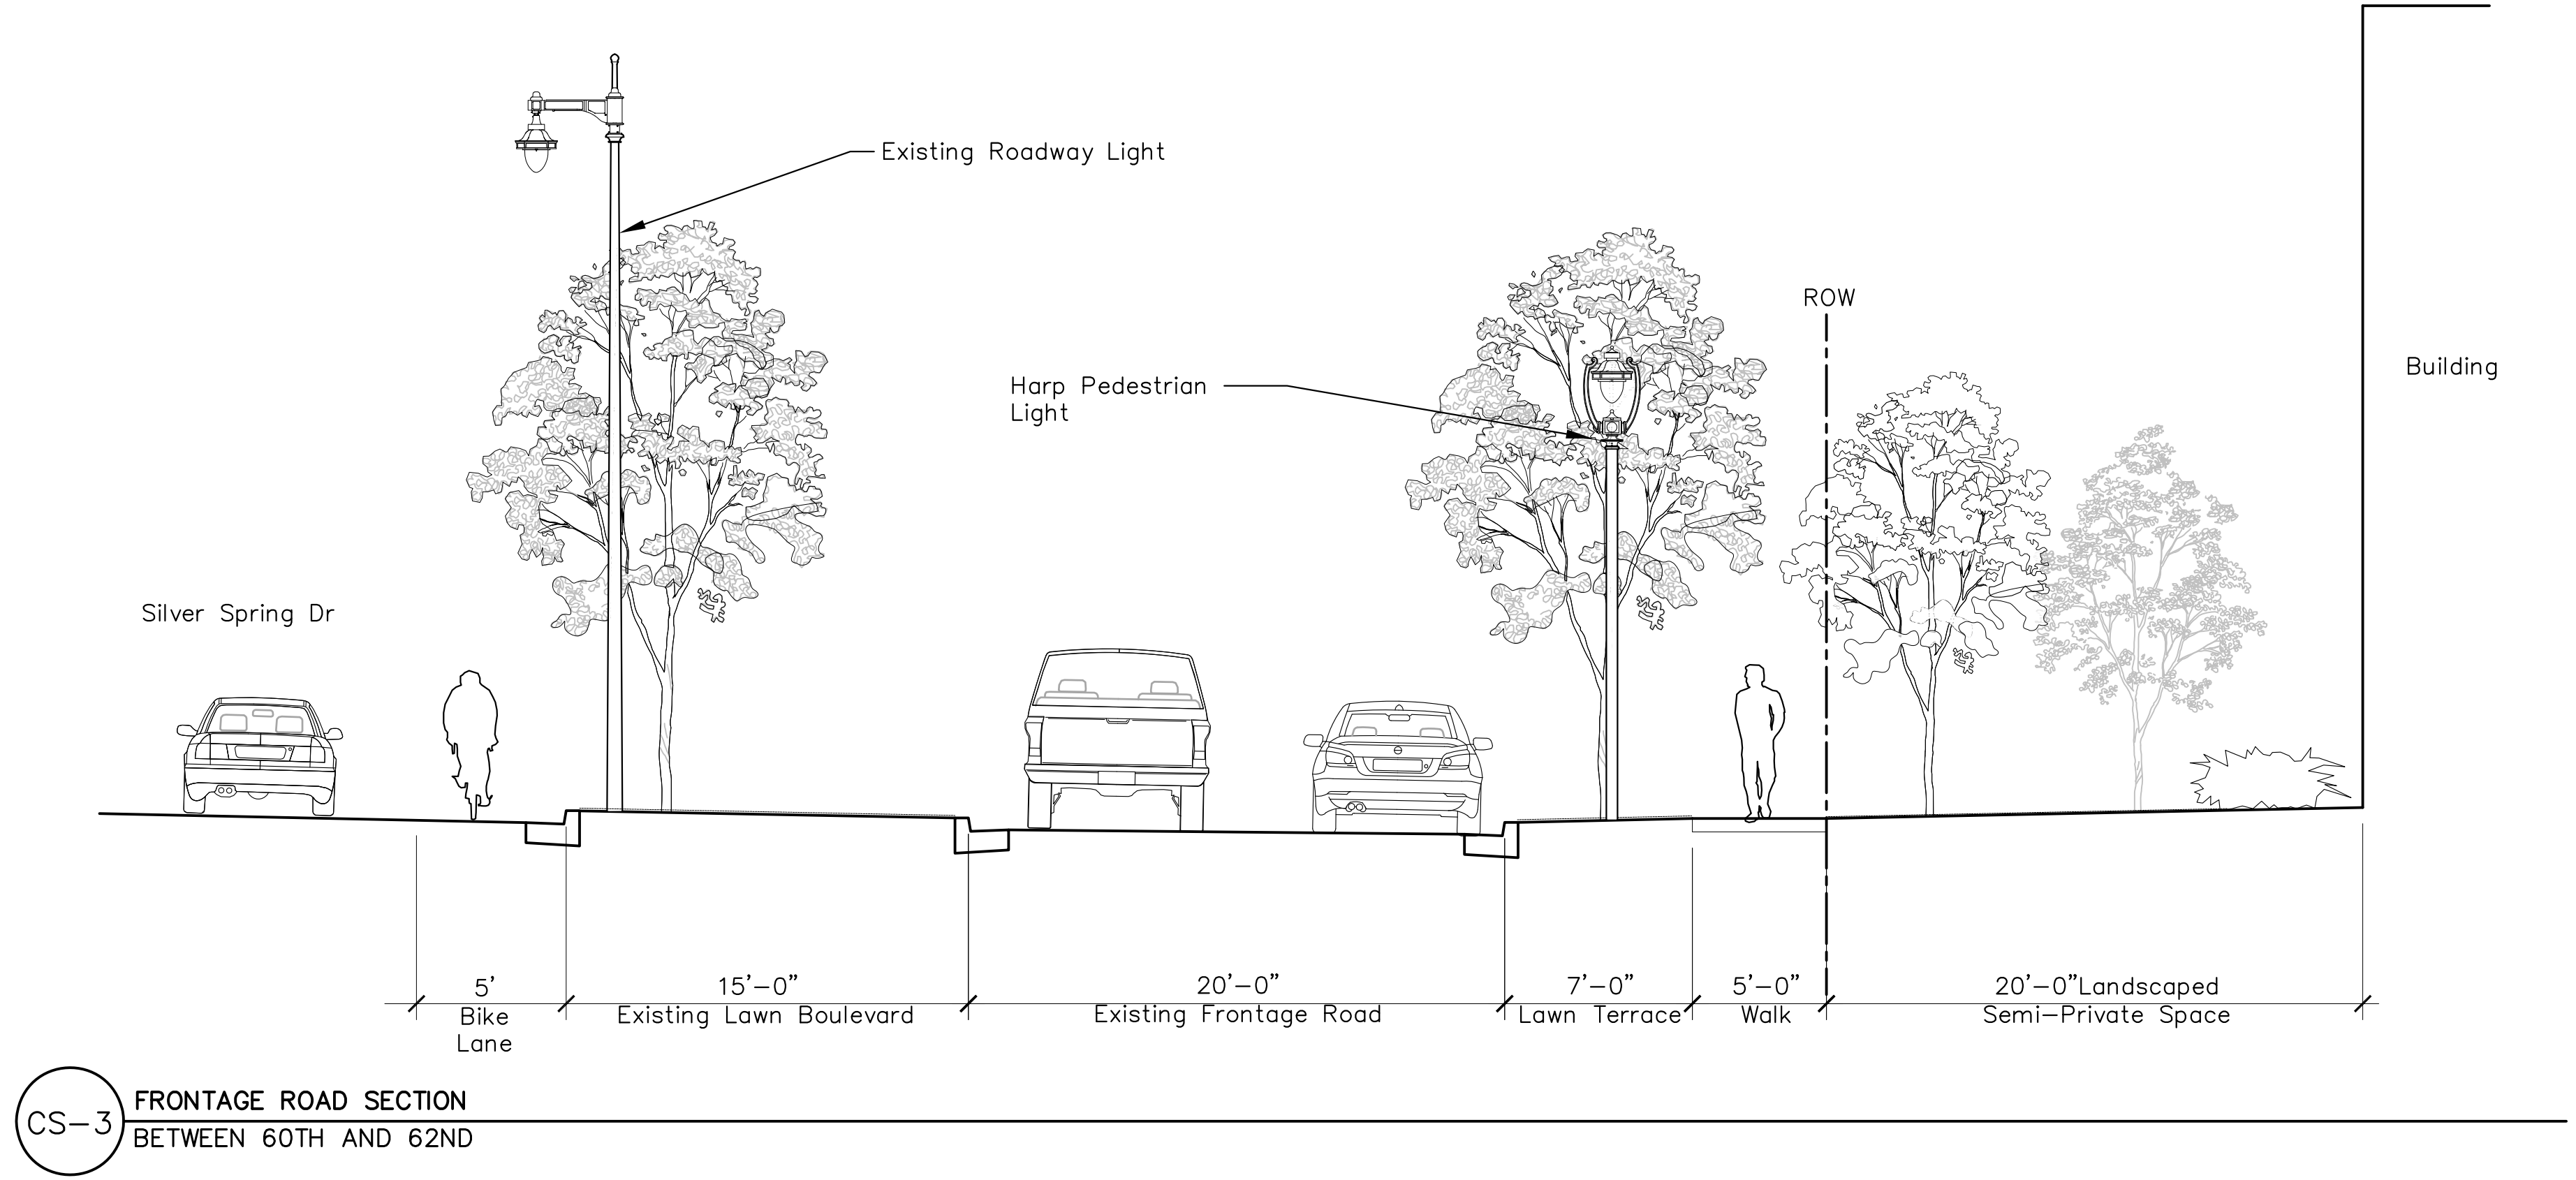 Existing Roadway Light
ROW
Building
Harp Pedestrian
Light
Silver Spring Dr
5'
Bike
Lane
15'-0"
Existing Lawn Boulevard
20'-0"
Existing Frontage Road
7'-0"
Lawn Terrace
5'-0"
Walk
20'-0"Landscaped
Semi-Private Space
CS-3
FRONTAGE ROAD SECTION
BETWEEN 60TH AND 62ND